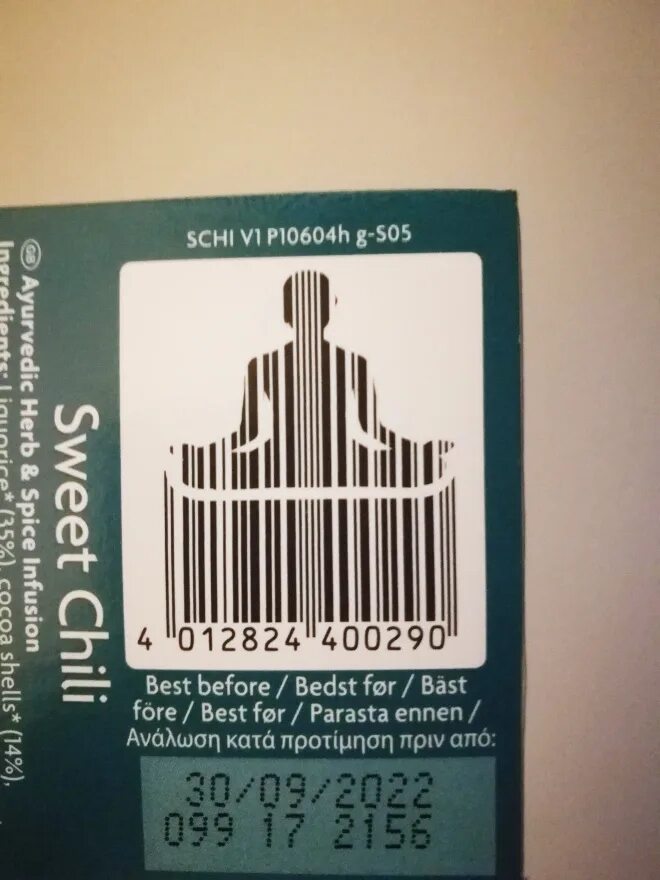 SCHI V1 P10604h g-S05
4 012824 400290
Best before / Bedst før / Bäst
före / Best før / Parasta ennen /
Ανάλωση κατά προτίμηση πριν από:
30/09/2022
099 17 2156
Sweet Chili
GB Ayurvedic Herb & Spice Infusion
Ingredients: Liquorice* (35%), cocoa shells* (14%),